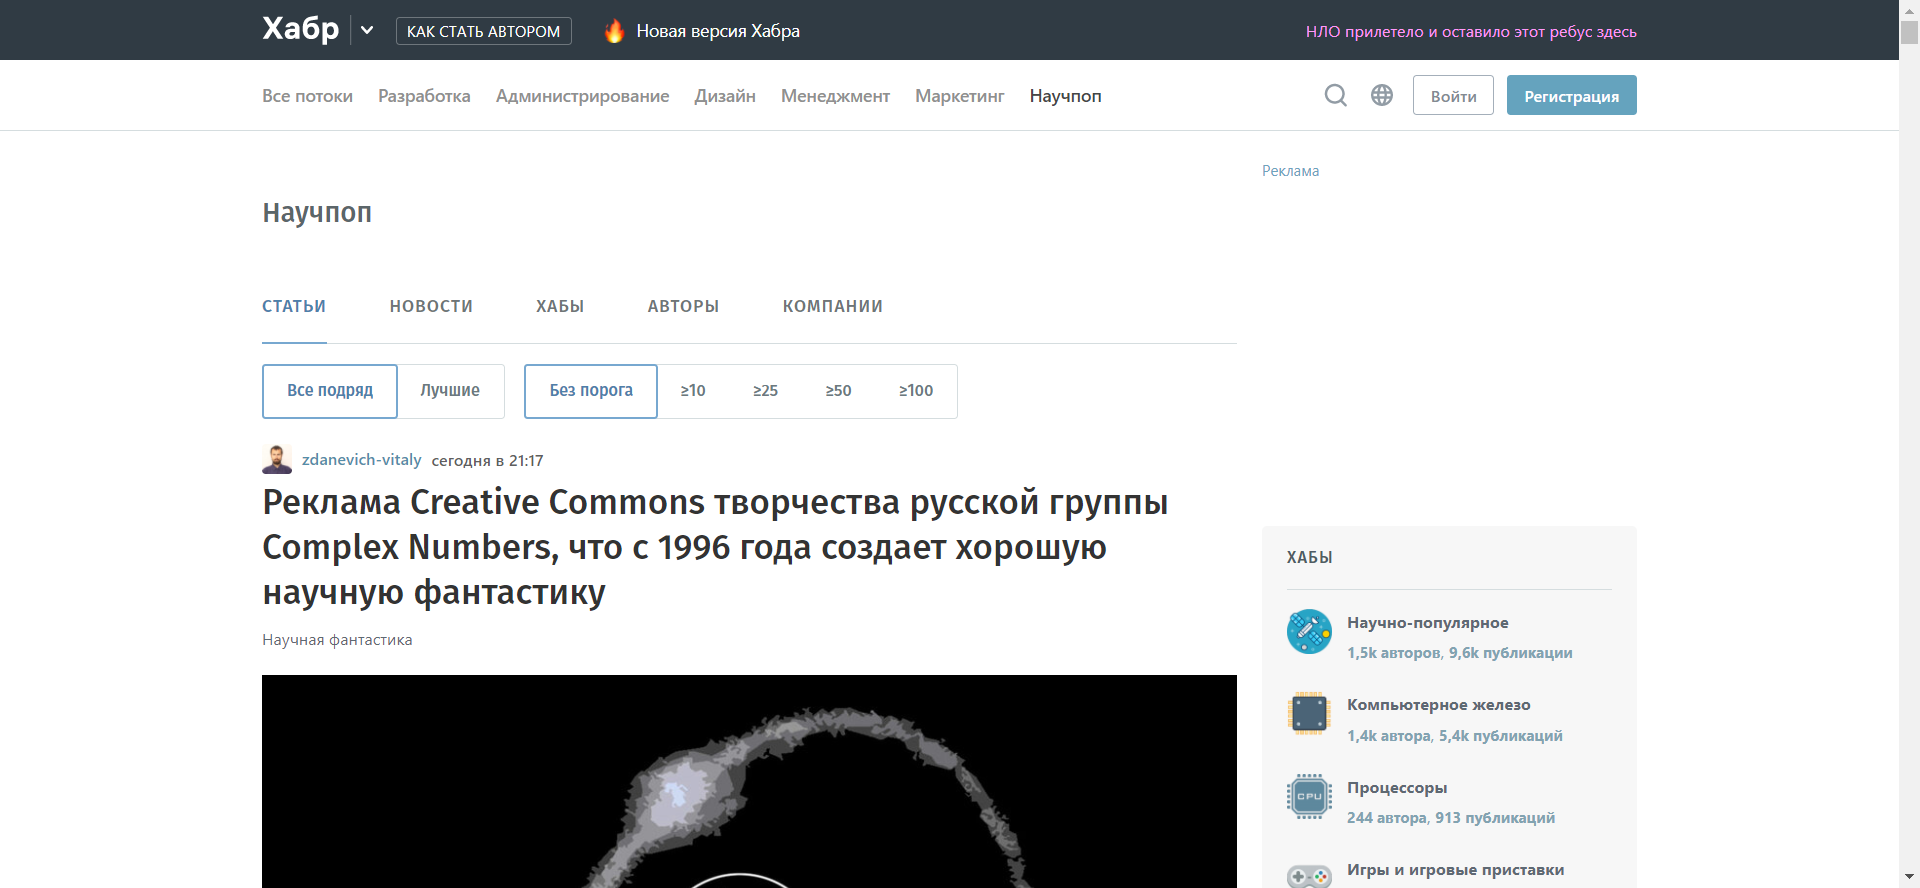 Хабр
КАК СТАТЬ АВТОРОМ
Новая версия Хабра
НЛО прилетело и оставило этот ребус здесь
Все потоки Разработка Администрирование Дизайн Менеджмент Маркетинг Научпоп
Войти
Регистрация
Реклама
Научпоп
СТАТЬИ НОВОСТИ ХАБЫ АВТОРЫ КОМПАНИИ
Все подряд Лучшие
Без порога ≥10 ≥25 ≥50 ≥100
zdanevich-vitaly сегодня в 21:17
Реклама Creative Commons творчества русской группы
Complex Numbers, что с 1996 года создает хорошую
научную фантастику
Научная фантастика
ХАБЫ
Научно-популярное
1,5k авторов, 9,6k публикации
Компьютерное железо
1,4k автора, 5,4k публикаций
CPU
Процессоры
244 автора, 913 публикаций
Игры и игровые приставки